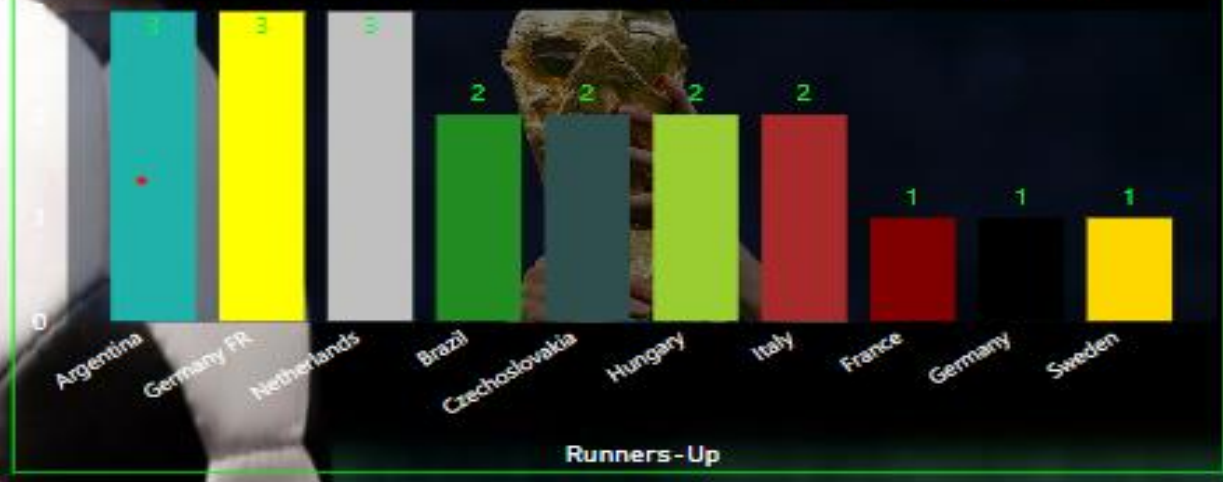 3 3 3
2 2 2 2
1 1 1
1
0
Argentina Germany FR Netherlands Brazil Czechoslovakia Hungary Italy France Germany Sweden
Runners-Up